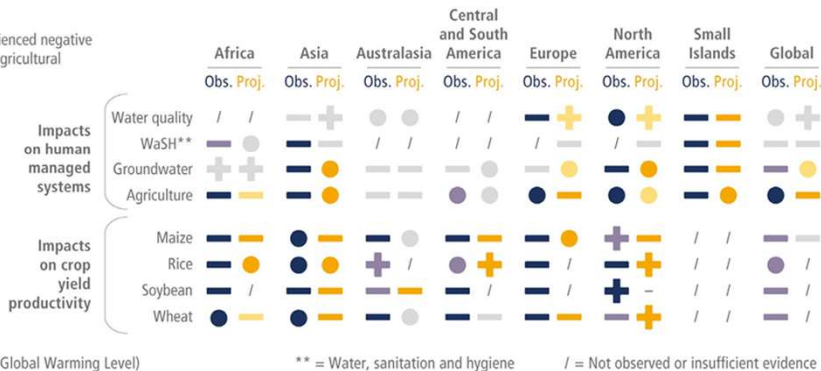 ienced negative
gricultural
Africa
Asia
Australasia
Central
and South
America
Europe
North
America
Small
Islands
Global
Obs. Proj.
Obs. Proj.
Obs. Proj.
Obs. Proj.
Obs. Proj.
Obs. Proj.
Obs. Proj.
Obs. Proj.
Impacts
on human
managed
systems
Water quality / / / /
WaSH** / / / / / /
Groundwater
Agriculture
Impacts
on crop
yield
productivity
Maize / /
Rice / / / / /
Soybean / / / – / / /
Wheat / / /
Global Warming Level)
** = Water, sanitation and hygiene
/ = Not observed or insufficient evidence